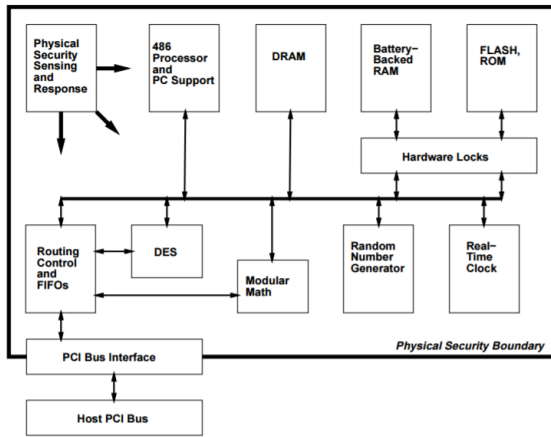 Physical
Security
Sensing
and
Response
486
Processor
and
PC Support
DRAM
Battery−
Backed
RAM
FLASH,
ROM
Hardware Locks
Routing
Control
and
FIFOs
DES
Modular
Math
Random
Number
Generator
Real−
Time
Clock
Physical Security Boundary
PCI Bus Interface
Host PCI Bus